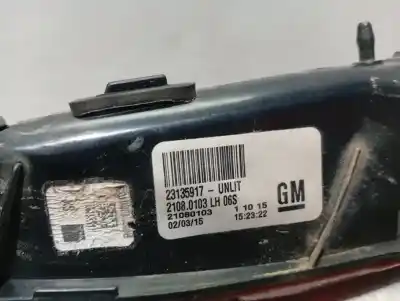 23135917 - UNLIT
2108.0103 LH 06S
21080103 1 10 15
02/03/15 15:23:22
GM